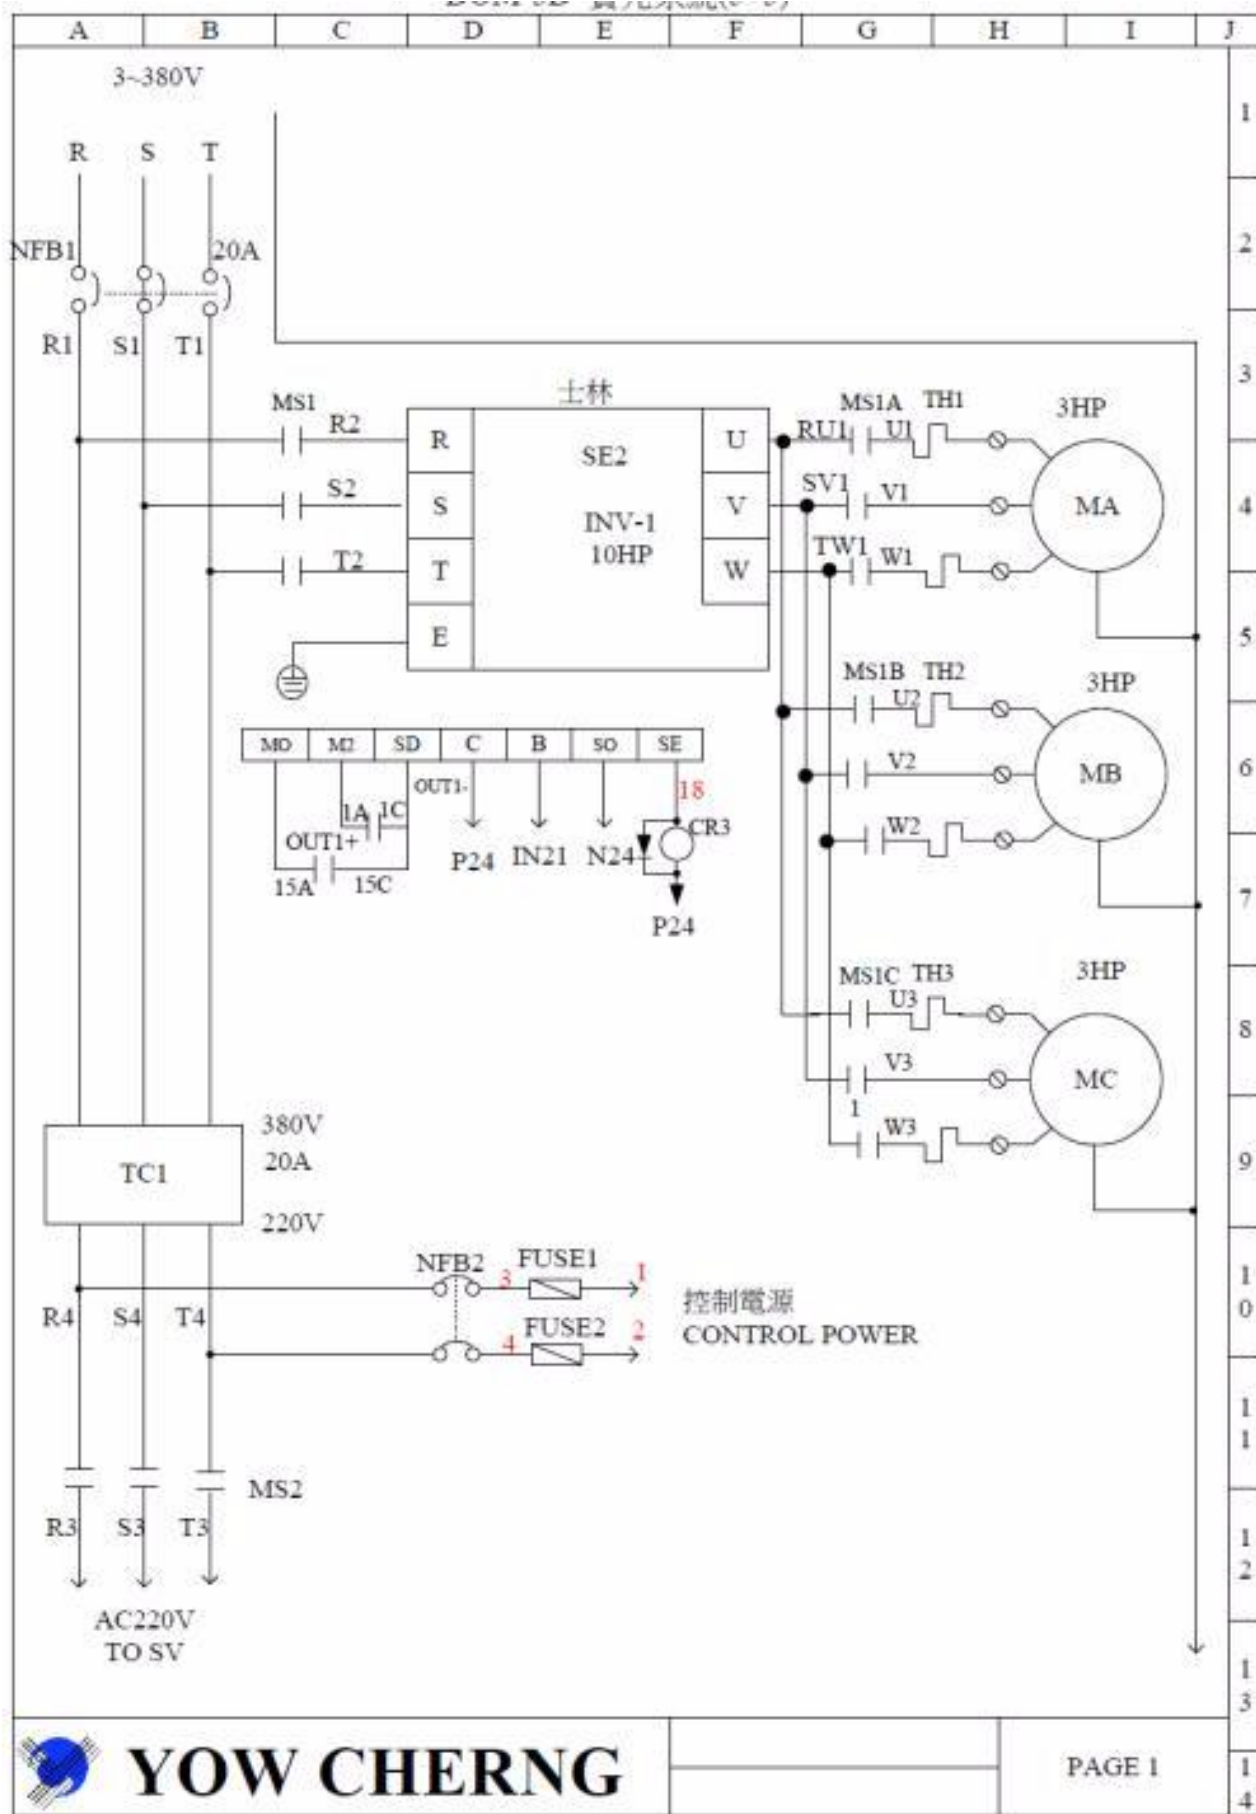 A B C D E F G H I J
3~380V
1
R S T
2
NFB1 20A
R1 S1 T1
3
士林
MS1 R2
R
S2
S
T2
T
E
SE2
INV-1
10HP
U
V
W
MS1A TH1 3HP
RU1 U1
SV1 V1
TW1 W1
MA
4
5
MS1B TH2 3HP
U2
V2
W2
MB
6
MO M2 SD C B SO SE
OUT1-
18
1A 1C
OUT1+
CR3
15A 15C
P24 IN21 N24
P24
7
MS1C TH3 3HP
U3
V3
1
W3
MC
8
9
380V
TC1 20A
220V
NFB2 3 FUSE1 1
4 FUSE2 2
控制電源
CONTROL POWER
10
R4 S4 T4
11
MS2
R3 S3 T3
12
AC220V
TO SV
13
YOW CHERNG
PAGE 1
14